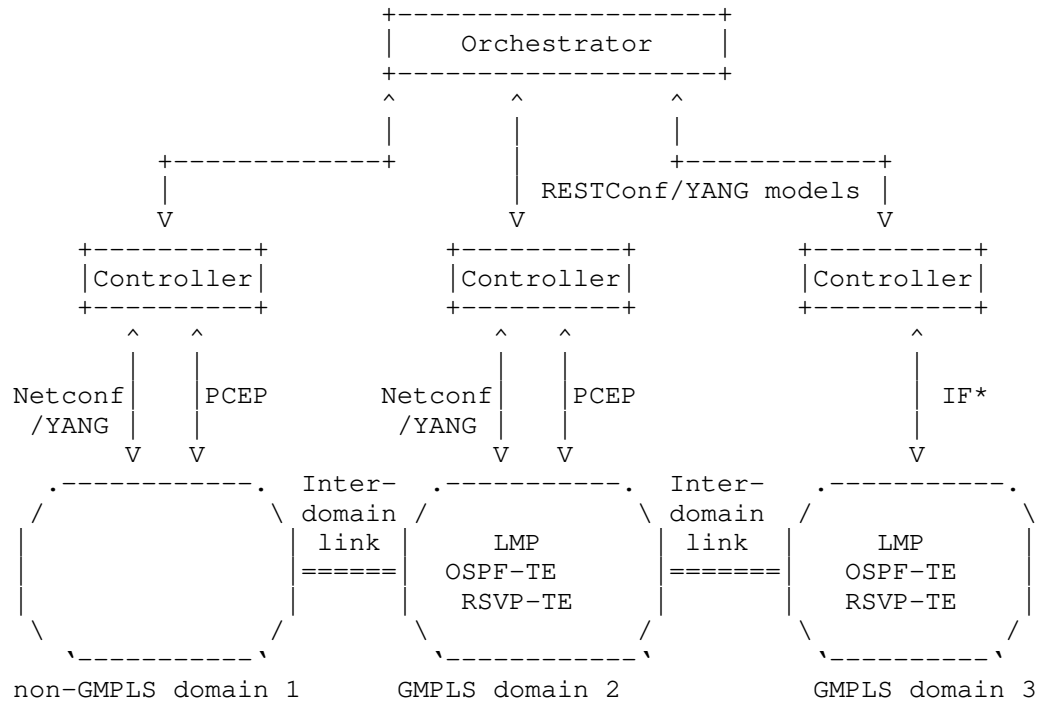 Orchestrator
RESTConf/YANG models
Controller Controller Controller
Netconf PCEP Netconf PCEP IF*
/YANG /YANG
Inter- Inter-
domain domain
link LMP link LMP
OSPF-TE OSPF-TE
RSVP-TE RSVP-TE
non-GMPLS domain 1 GMPLS domain 2 GMPLS domain 3